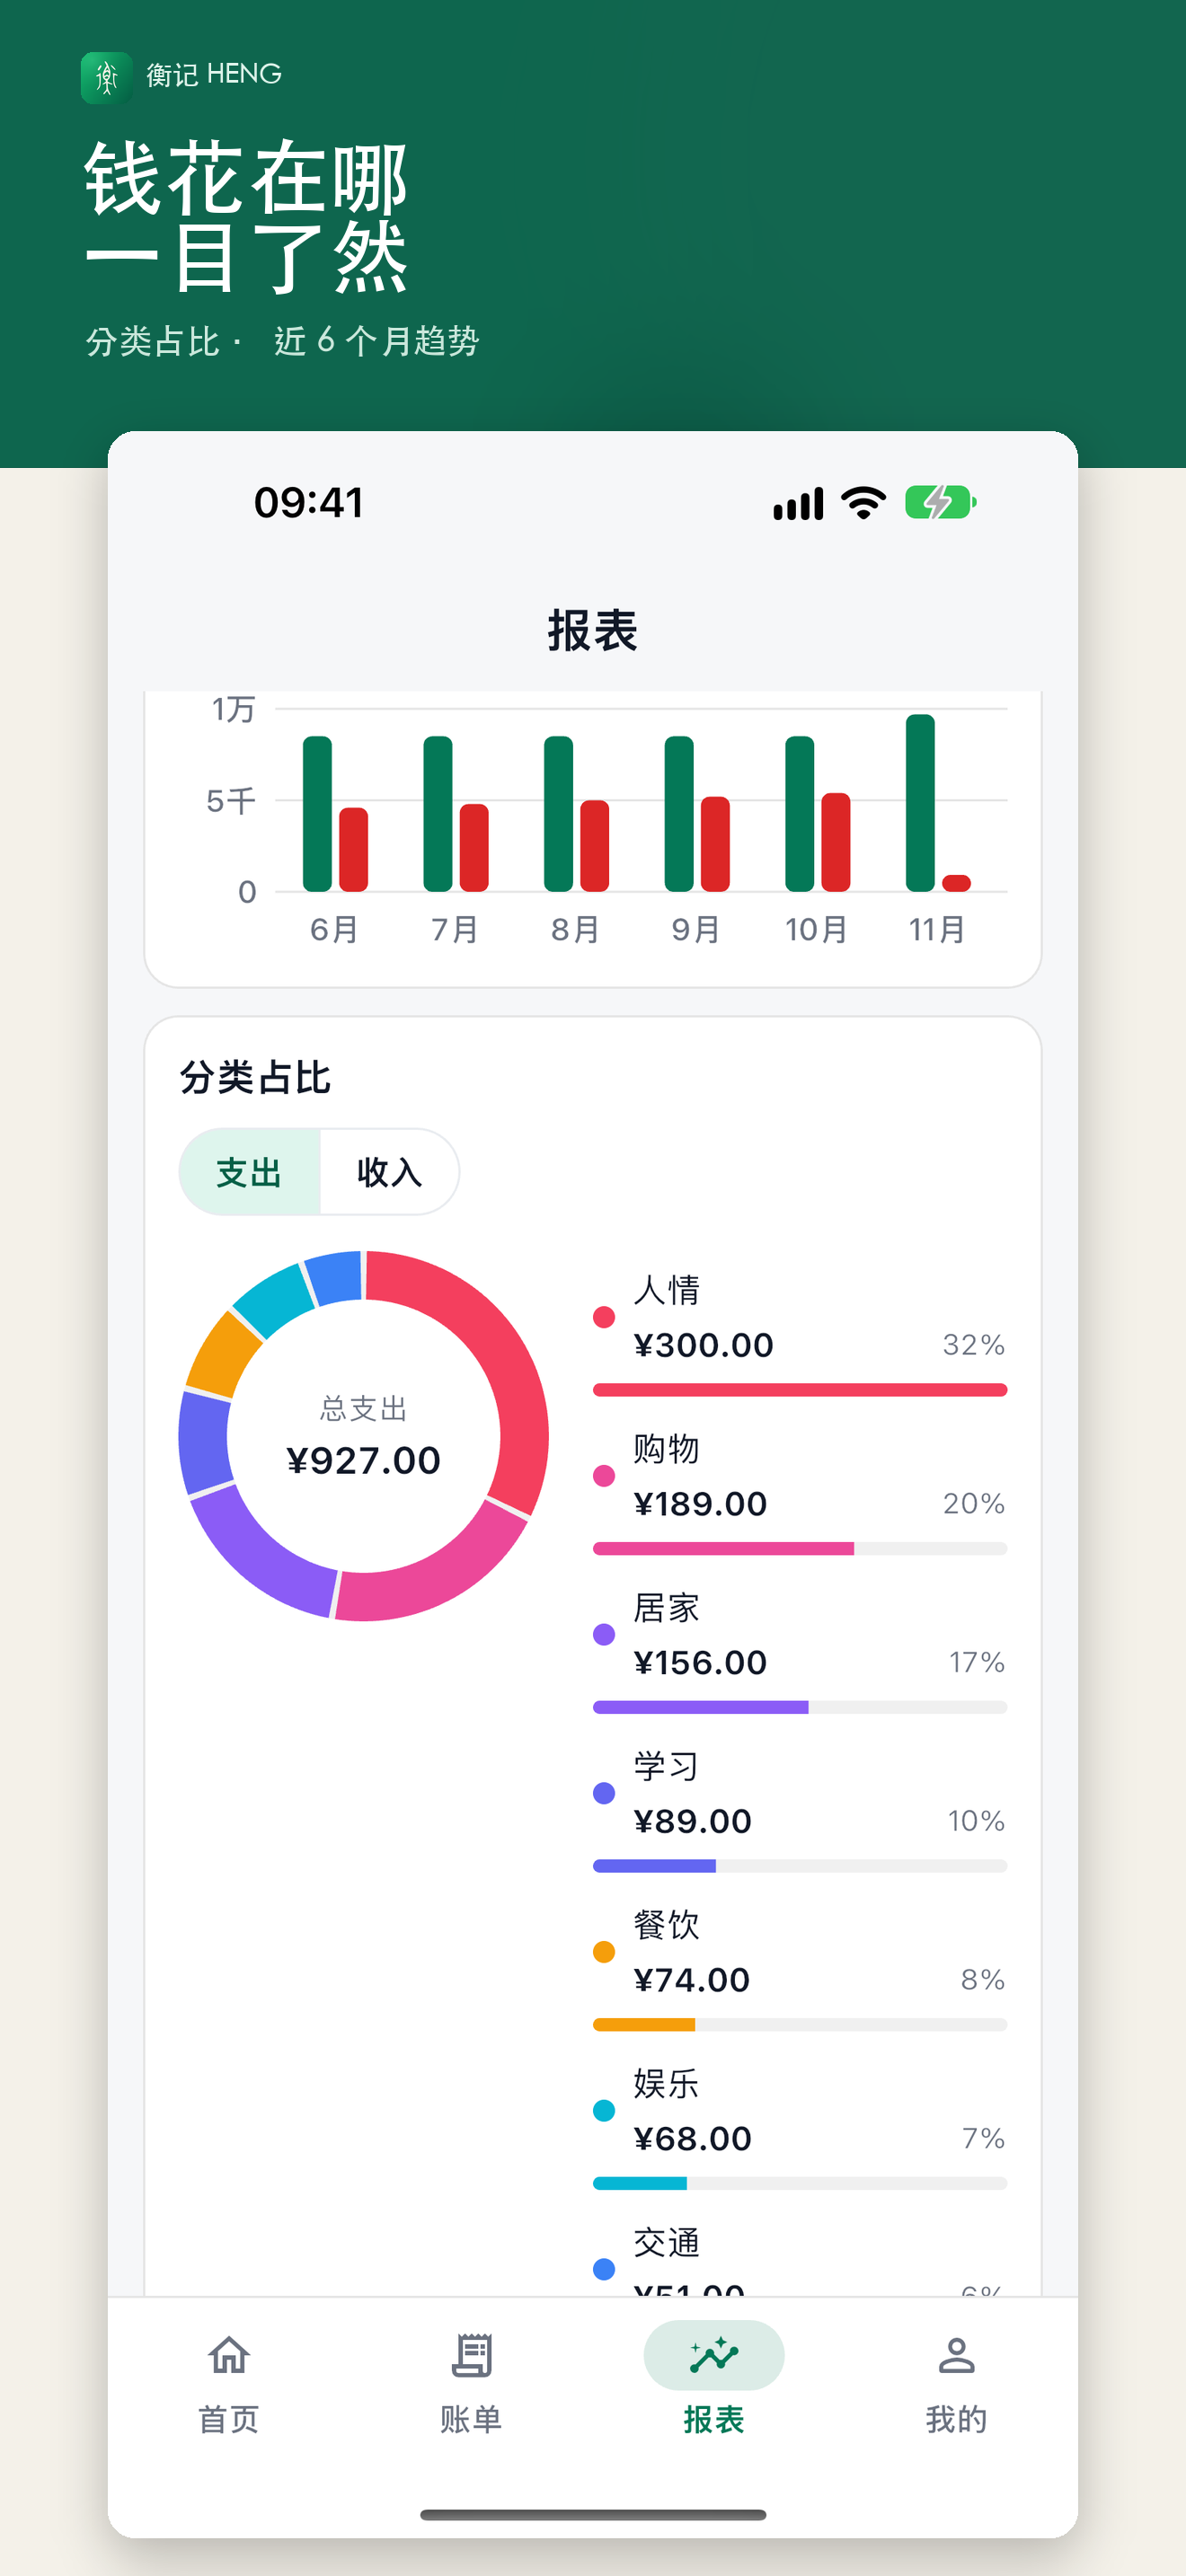 衡记 HENG
钱花在哪
一目了然
分类占比 · 近 6 个月趋势
09:41
报表
1万
5千
0
6月 7月 8月 9月 10月 11月
分类占比
支出 收入
总支出
¥927.00
人情
¥300.00 32%
购物
¥189.00 20%
居家
¥156.00 17%
学习
¥89.00 10%
餐饮
¥74.00 8%
娱乐
¥68.00 7%
交通
¥51.00 6%
首页 账单 报表 我的